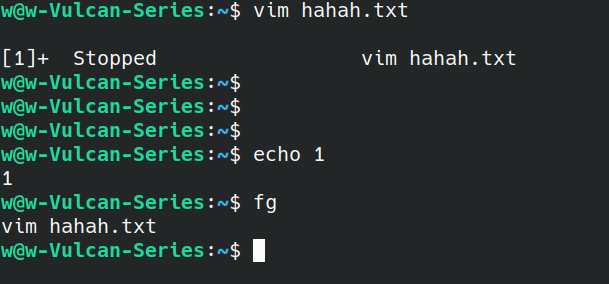 w@w-Vulcan-Series:~$ vim hahah.txt
[1]+  Stopped                 vim hahah.txt
w@w-Vulcan-Series:~$
w@w-Vulcan-Series:~$
w@w-Vulcan-Series:~$
w@w-Vulcan-Series:~$ echo 1
1
w@w-Vulcan-Series:~$ fg
vim hahah.txt
w@w-Vulcan-Series:~$